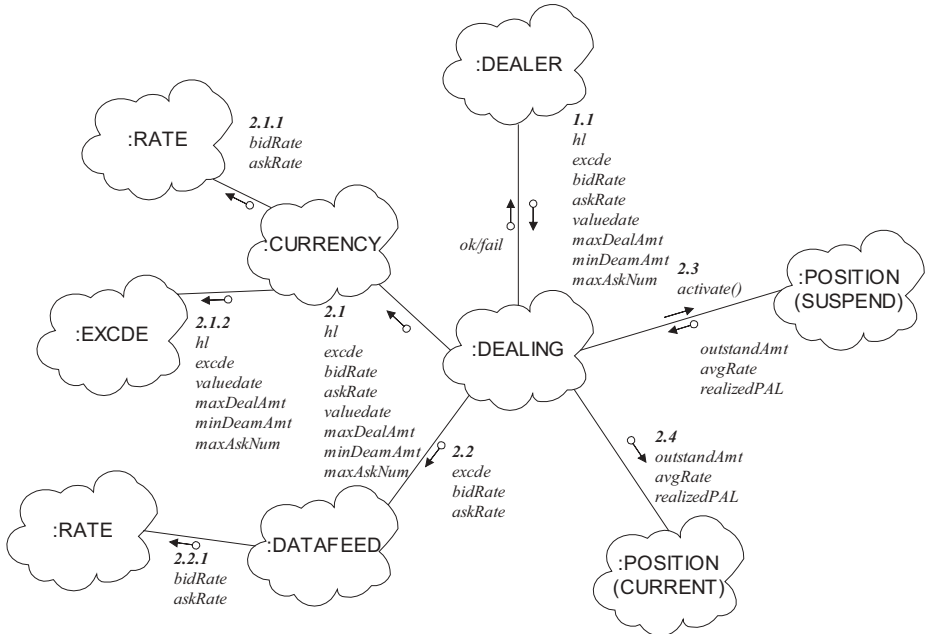 :DEALER
1.1
hl
excde
bidRate
askRate
valuedate
maxDealAmt
minDeamAmt
maxAskNum
ok/fail
:RATE
2.1.1
bidRate
askRate
:CURRENCY
:EXCDE
2.1.2
hl
excde
valuedate
maxDealAmt
minDeamAmt
maxAskNum
2.1
hl
excde
bidRate
askRate
valuedate
maxDealAmt
minDeamAmt
maxAskNum
:DEALING
2.3
activate()
:POSITION
(SUSPEND)
outstandAmt
avgRate
realizedPAL
2.2
excde
bidRate
askRate
2.4
outstandAmt
avgRate
realizedPAL
:RATE
2.2.1
bidRate
askRate
:DATAFEED
:POSITION
(CURRENT)